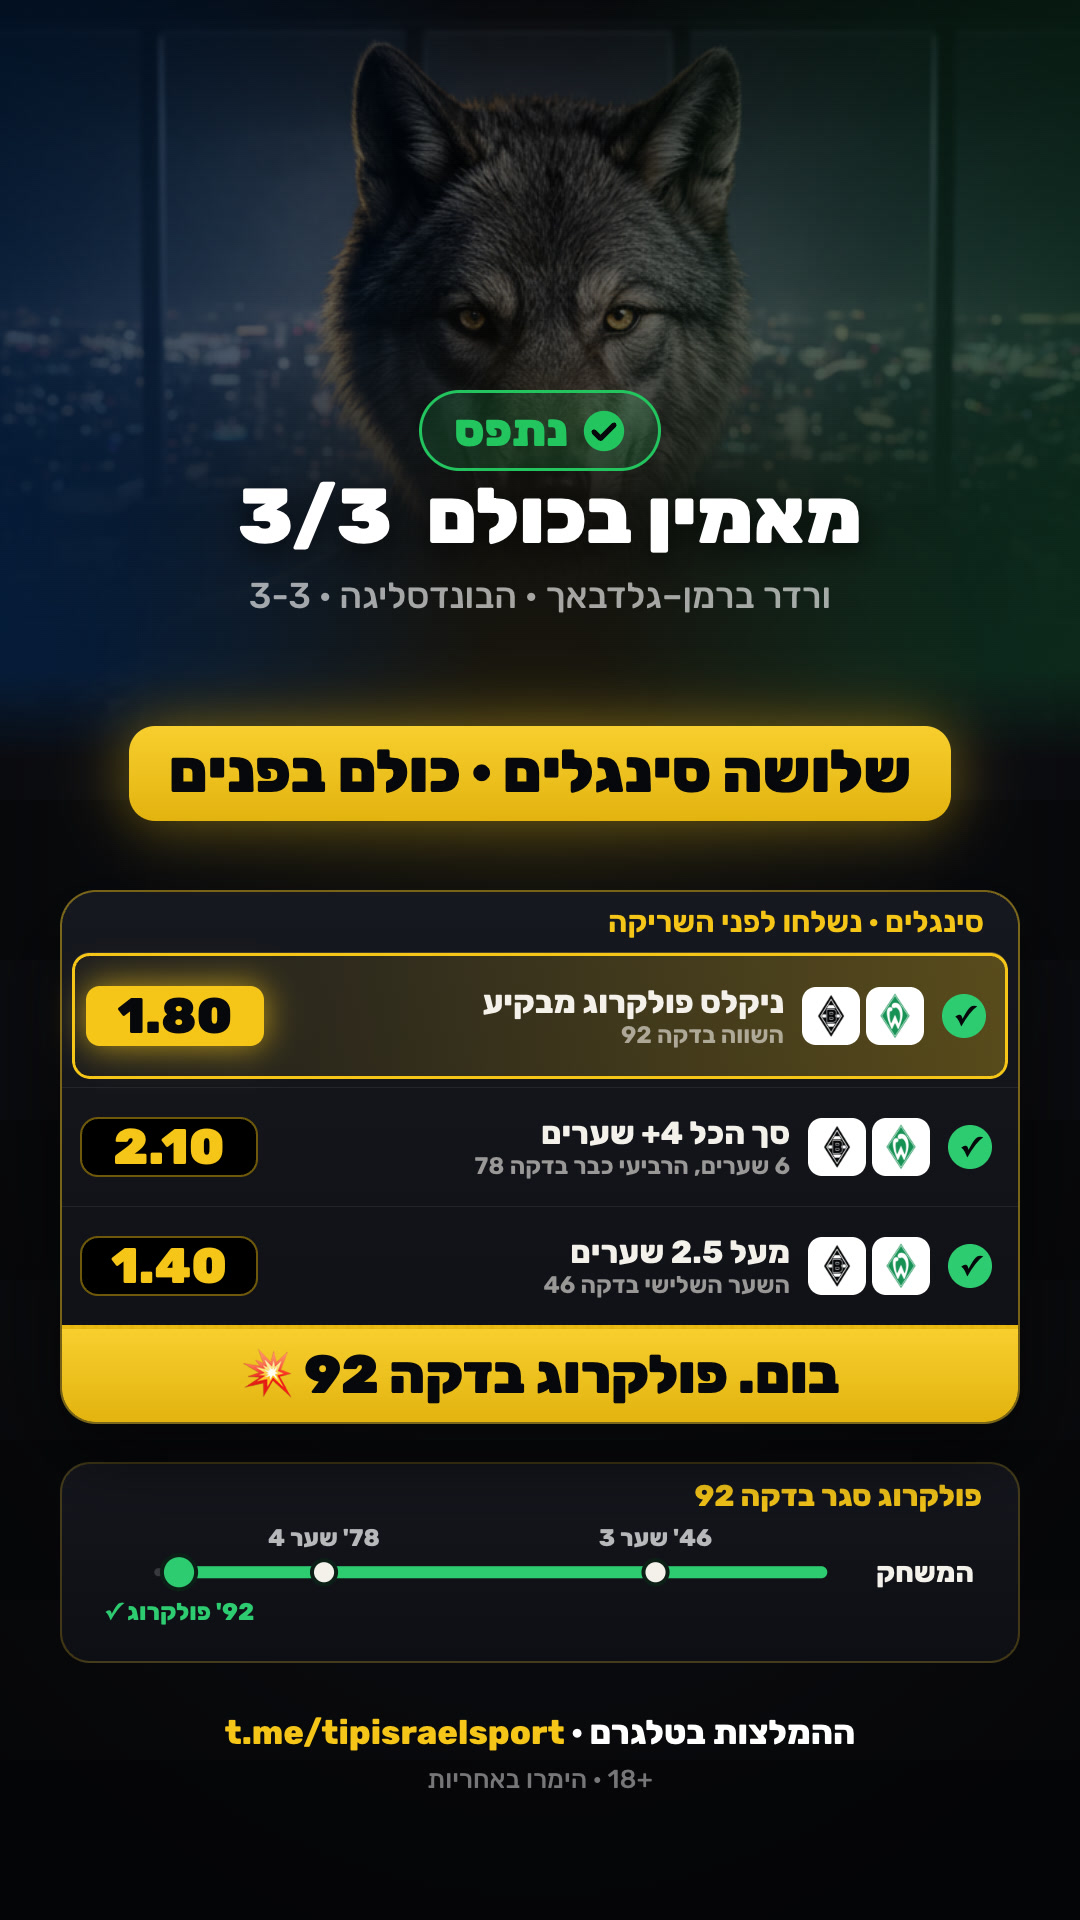 נתפס
מאמין בכולם 3/3
ורדר ברמן–גלדבאך • הבונדסליגה • 3-3
שלושה סינגלים • כולם בפנים
סינגלים • נשלחו לפני השריקה
ניקלס פולקרוג מבקיע 1.80
השווה בדקה 92
סך הכל 4+ שערים 2.10
6 שערים, הרביעי כבר בדקה 78
מעל 2.5 שערים 1.40
השער השלישי בדקה 46
בום. פולקרוג בדקה 92 💥
פולקרוג סגר בדקה 92
46' שער 3 78' שער 4
המשחק
92' פולקרוג ✓
ההמלצות בטלגרם • t.me/tipisraelsport
18+ • הימרו באחריות